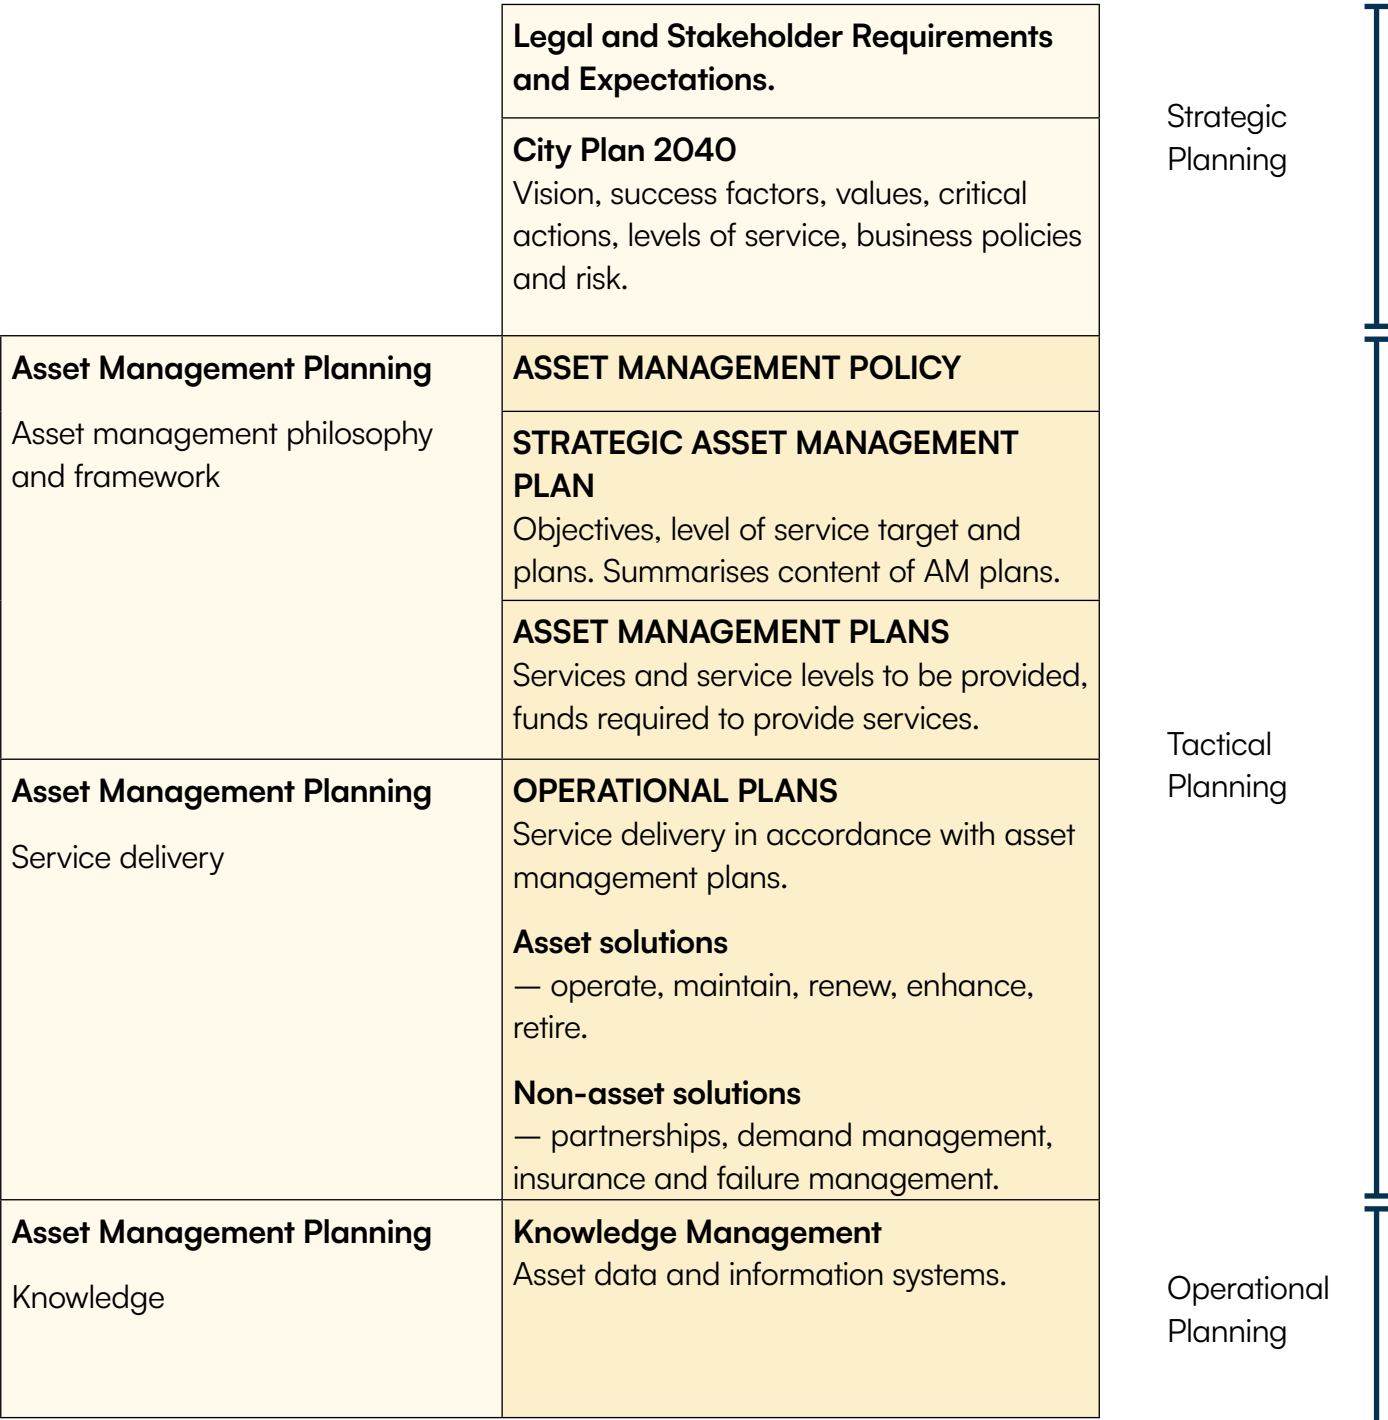 Legal and Stakeholder Requirements
and Expectations.
City Plan 2040
Vision, success factors, values, critical
actions, levels of service, business policies
and risk.
Strategic
Planning
Asset Management Planning
Asset management philosophy
and framework
ASSET MANAGEMENT POLICY
STRATEGIC ASSET MANAGEMENT
PLAN
Objectives, level of service target and
plans. Summarises content of AM plans.
ASSET MANAGEMENT PLANS
Services and service levels to be provided,
funds required to provide services.
Tactical
Planning
Asset Management Planning
Service delivery
OPERATIONAL PLANS
Service delivery in accordance with asset
management plans.
Asset solutions
— operate, maintain, renew, enhance,
retire.
Non-asset solutions
— partnerships, demand management,
insurance and failure management.
Asset Management Planning
Knowledge
Knowledge Management
Asset data and information systems.
Operational
Planning